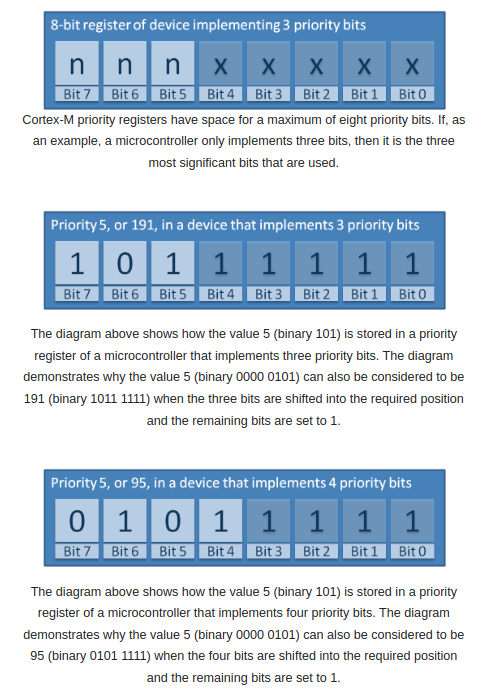 8-bit register of device implementing 3 priority bits
n n n x x x x x
Bit 7 Bit 6 Bit 5 Bit 4 Bit 3 Bit 2 Bit 1 Bit 0
Cortex-M priority registers have space for a maximum of eight priority bits. If, as
an example, a microcontroller only implements three bits, then it is the three
most significant bits that are used.
Priority 5, or 191, in a device that implements 3 priority bits
1 0 1 1 1 1 1 1
Bit 7 Bit 6 Bit 5 Bit 4 Bit 3 Bit 2 Bit 1 Bit 0
The diagram above shows how the value 5 (binary 101) is stored in a priority
register of a microcontroller that implements three priority bits. The diagram
demonstrates why the value 5 (binary 0000 0101) can also be considered to be
191 (binary 1011 1111) when the three bits are shifted into the required position
and the remaining bits are set to 1.
Priority 5, or 95, in a device that implements 4 priority bits
0 1 0 1 1 1 1 1
Bit 7 Bit 6 Bit 5 Bit 4 Bit 3 Bit 2 Bit 1 Bit 0
The diagram above shows how the value 5 (binary 101) is stored in a priority
register of a microcontroller that implements four priority bits. The diagram
demonstrates why the value 5 (binary 0000 0101) can also be considered to be
95 (binary 0101 1111) when the four bits are shifted into the required position
and the remaining bits are set to 1.